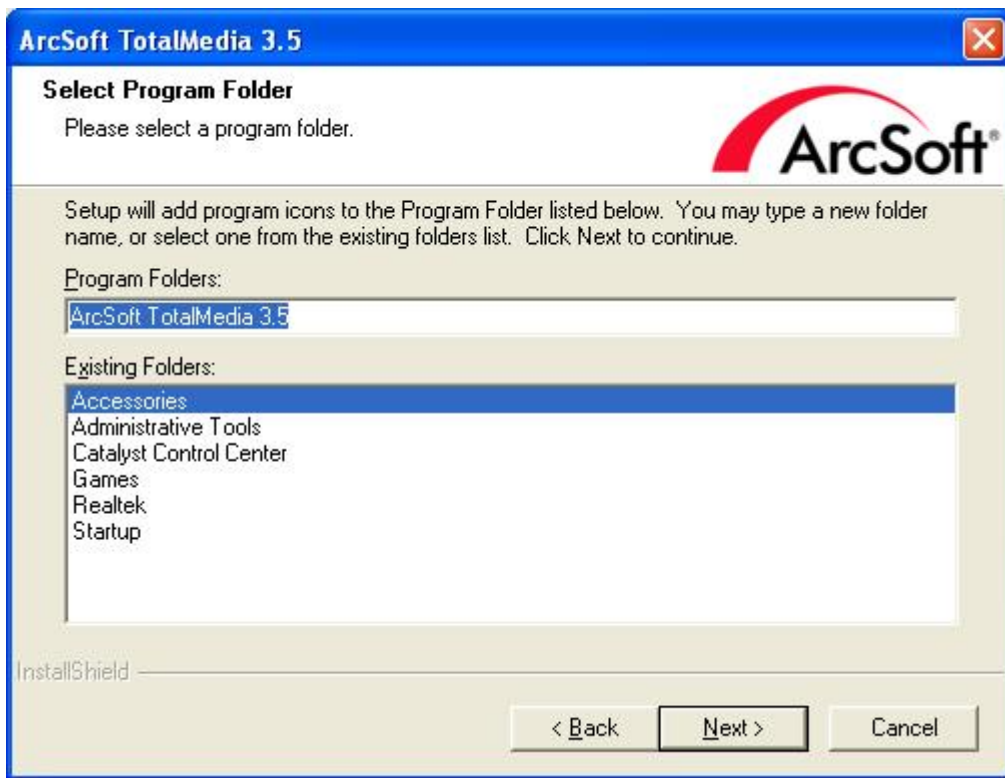 ArcSoft TotalMedia 3.5
Select Program Folder
Please select a program folder.
ArcSoft®
Setup will add program icons to the Program Folder listed below.  You may type a new folder
name, or select one from the existing folders list.  Click Next to continue.
Program Folders:
ArcSoft TotalMedia 3.5
Existing Folders:
Accessories
Administrative Tools
Catalyst Control Center
Games
Realtek
Startup
InstallShield
< Back
Next >
Cancel